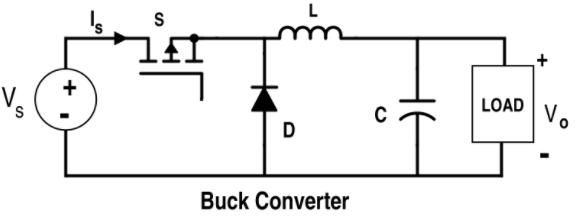 Is S L
+
Vs + - D C LOAD Vo
-
Buck Converter